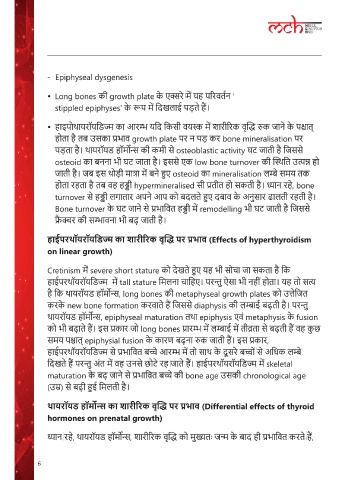 mch
- Epiphyseal dysgenesis
• Long bones की growth plate के एक्सरे में यह परिवर्तन '
stippled epiphyses' के रूप में दिखलाई पड़ते हैं।
• हाइपोथायरॉयडिज्म का आरम्भ यदि किसी वयस्क में शारीरिक वृद्धि रुक जाने के पश्चात्
होता है तब उसका प्रभाव growth plate पर न पड़ कर bone mineralisation पर
पड़ता है। थायरॉयड हॉर्मोन्स की कमी से osteoblastic activity घट जाती है जिससे
osteoid का बनना भी घट जाता है। इससे एक low bone turnover की स्थिति उत्पन्न हो
जाती है। जब इस थोड़ी मात्रा में बने हुए osteoid का mineralisation लम्बे समय तक
होता रहता है तब वह हड्डी hypermineralised सी प्रतीत हो सकती है। ध्यान रहे, bone
turnover से हड्डी लगातार अपने आप को बदलते हुए दबाव के अनुसार ढालती रहती है।
Bone turnover के घट जाने से प्रभावित हड्डी में remodelling भी घट जाती है जिससे
फ्रैक्चर की सम्भावना भी बढ़ जाती है।
हाईपरथॉयरॉयडिज्म का शारीरिक वृद्धि पर प्रभाव (Effects of hyperthyroidism
on linear growth)
Cretinism में severe short stature को देखते हुए यह भी सोचा जा सकता है कि
हाईपरथॉयरॉयडिज्म में tall stature मिलना चाहिए। परन्तु ऐसा भी नहीं होता। यह तो सत्य
है कि थायरॉयड हॉर्मोन्स, long bones की metaphyseal growth plates को उत्तेजित
करके new bone formation करवाते हैं जिससे diaphysis की लम्बाई बढ़ती है। परन्तु
थायरॉयड हॉर्मोन्स, epiphyseal maturation तथा epiphysis एवं metaphysis के fusion
को भी बढ़ाते हैं। इस प्रकार जो long bones प्रारम्भ में लम्बाई में तीव्रता से बढ़ती हैं वह कुछ
समय पश्चात् epiphysial fusion के कारण बढ़ना रुक जाती हैं। इस प्रकार,
हाईपरथॉयरॉयडिज्म से प्रभावित बच्चे आरम्भ में तो साथ के दूसरे बच्चों से अधिक लम्बे
दिखते हैं परन्तु अंत में वह उनसे छोटे रह जाते हैं। हाईपरथॉयरॉयडिज्म में skeletal
maturation के बढ़ जाने से प्रभावित बच्चे की bone age उसकी chronological age
(उम्र) से बढ़ी हुई मिलती है।
थायरॉयड हॉर्मोन्स का शारीरिक वृद्धि पर प्रभाव (Differential effects of thyroid
hormones on prenatal growth)
ध्यान रहे, थायरॉयड हॉर्मोन्स, शारीरिक वृद्धि को मुख्यतः जन्म के बाद ही प्रभावित करते हैं,
6